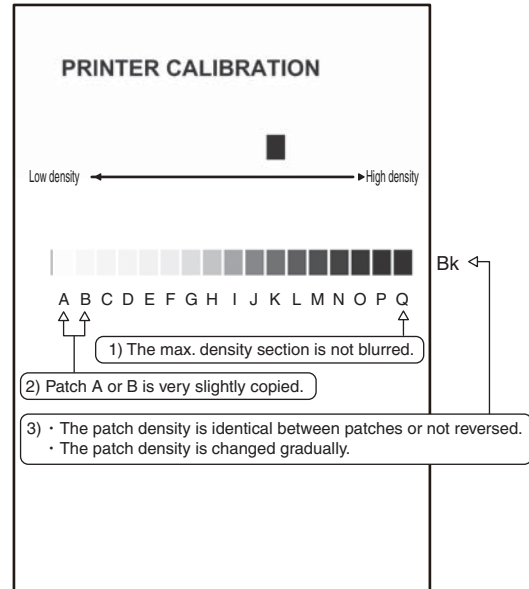 PRINTER CALIBRATION
Low density
High density
Bk
A B C D E F G H I J K L M N O P Q
1) The max. density section is not blurred.
2) Patch A or B is very slightly copied.
3) · The patch density is identical between patches or not reversed.
· The patch density is changed gradually.